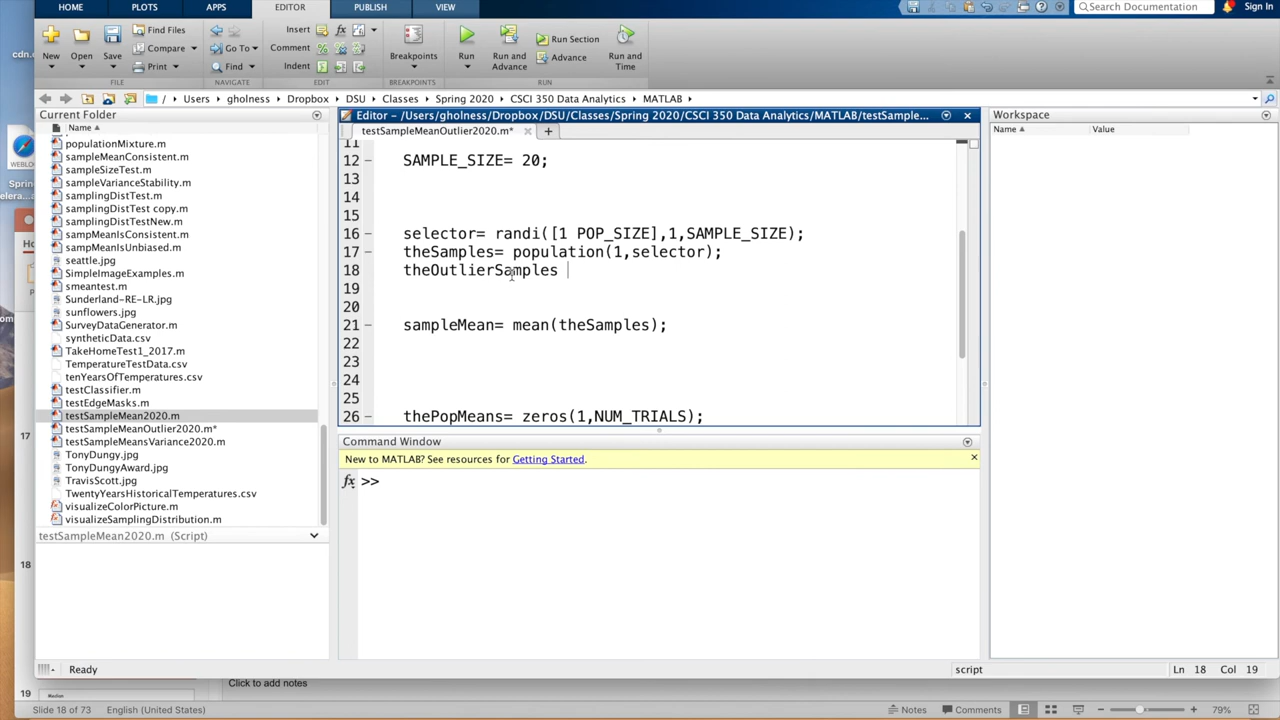 HOME PLOTS APPS EDITOR PUBLISH VIEW Search Documentation Sign In
New Open Save Find Files Compare Print Go To Find Insert Comment Indent fx Breakpoints Run Run and Advance Run Section Advance Run and Time
FILE NAVIGATE EDIT BREAKPOINTS RUN
/ Users gholness Dropbox DSU Classes Spring 2020 CSCI 350 Data Analytics MATLAB
Current Folder
Name
populationMixture.m
sampleMeanConsistent.m
sampleSizeTest.m
sampleVarianceStability.m
samplingDistTest.m
samplingDistTest copy.m
samplingDistTestNew.m
sampMeanIsConsistent.m
sampMeanIsUnbiased.m
seattle.jpg
SimpleImageExamples.m
smeantest.m
Sunderland-RE-LR.jpg
sunflowers.jpg
SurveyDataGenerator.m
syntheticData.csv
TakeHomeTest1_2017.m
TemperatureTestData.csv
tenYearsOfTemperatures.csv
testClassifier.m
testEdgeMasks.m
testSampleMean2020.m
testSampleMeanOutlier2020.m*
testSampleMeansVariance2020.m
TonyDungy.jpg
TonyDungyAward.jpg
TravisScott.jpg
TwentyYearsHistoricalTemperatures.csv
visualizeColorPicture.m
visualizeSamplingDistribution.m
testSampleMean2020.m (Script)
Editor - /Users/gholness/Dropbox/DSU/Classes/Spring 2020/CSCI 350 Data Analytics/MATLAB/testSample...
testSampleMeanOutlier2020.m* +
11
12 SAMPLE_SIZE= 20;
13
14
15
16 selector= randi([1 POP_SIZE],1,SAMPLE_SIZE);
17 theSamples= population(1,selector);
18 theOutlierSamples
19
20
21 sampleMean= mean(theSamples);
22
23
24
25
26 thePopMeans= zeros(1,NUM_TRIALS);
Command Window
New to MATLAB? See resources for Getting Started.
fx >>
Workspace
Name Value
Ready script Ln 18 Col 19
17
18
19
Click to add notes
Slide 18 of 73 English (United States) Notes Comments 79%